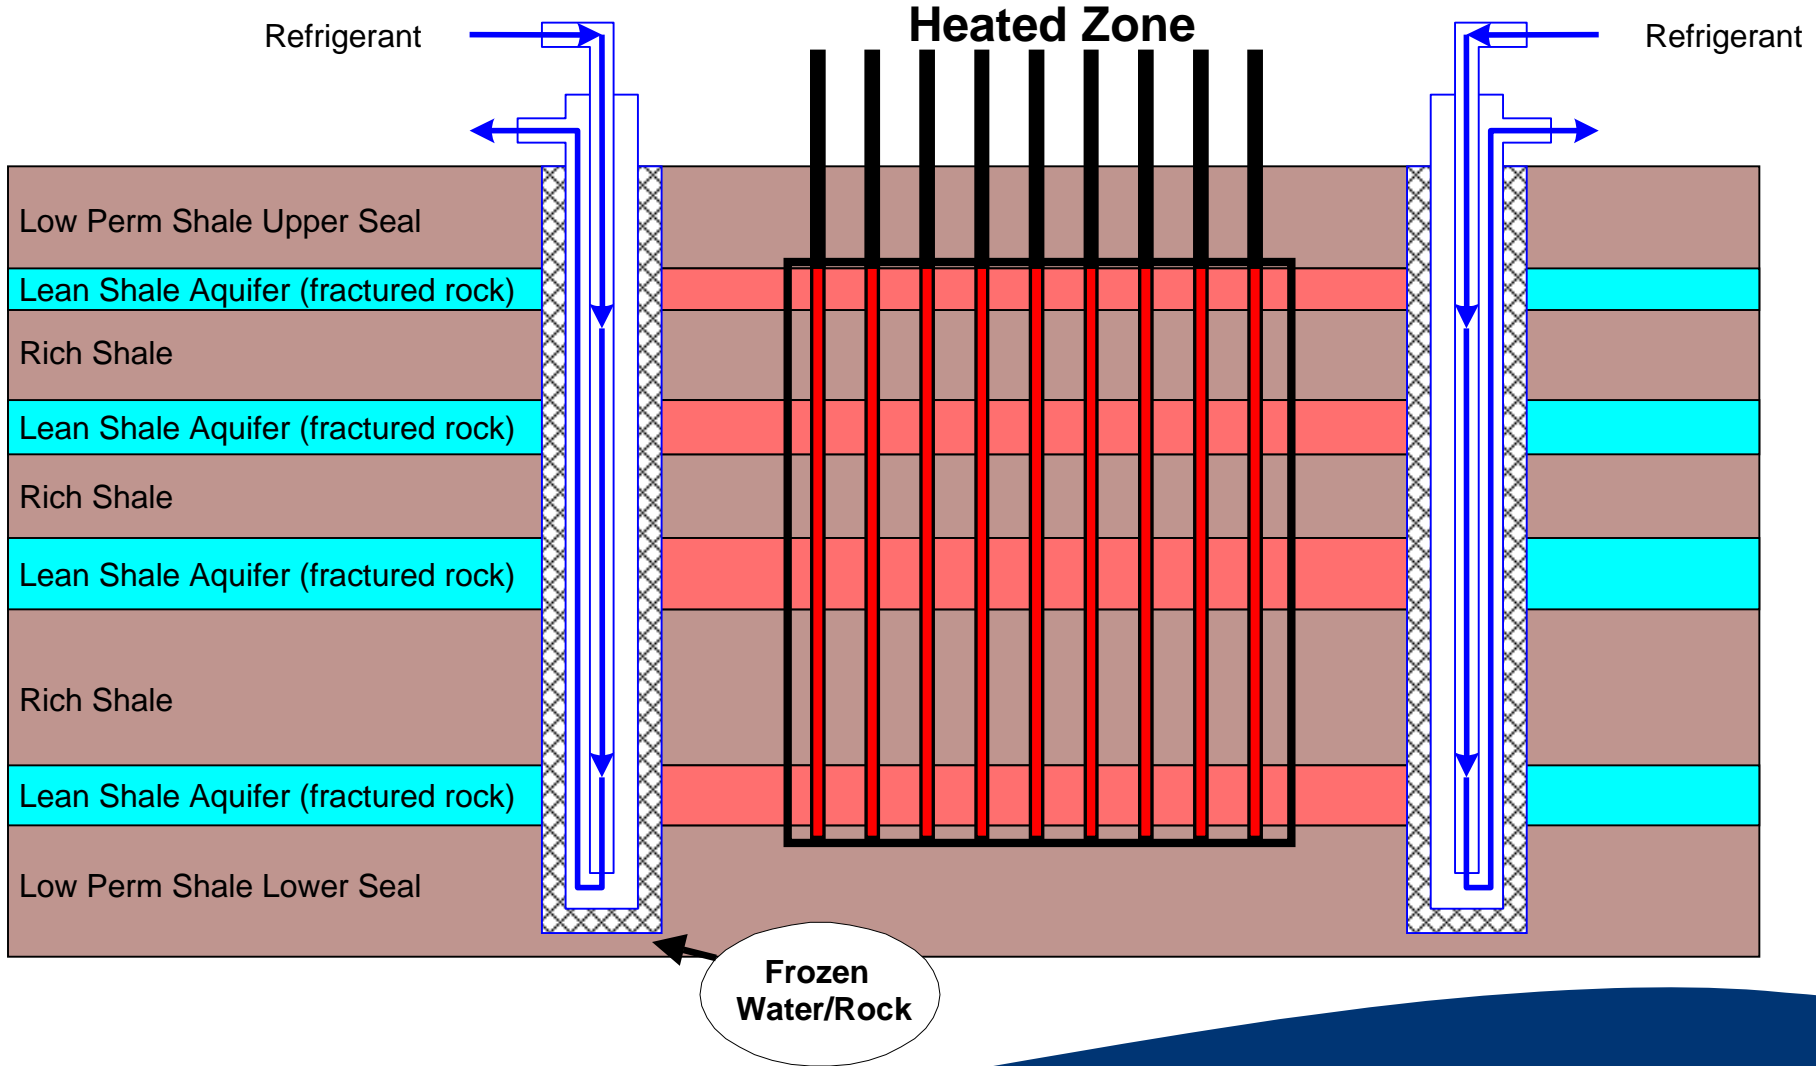 Heated Zone
Refrigerant
Refrigerant
Low Perm Shale Upper Seal
Lean Shale Aquifer (fractured rock)
Rich Shale
Lean Shale Aquifer (fractured rock)
Rich Shale
Lean Shale Aquifer (fractured rock)
Rich Shale
Lean Shale Aquifer (fractured rock)
Low Perm Shale Lower Seal
Frozen
Water/Rock